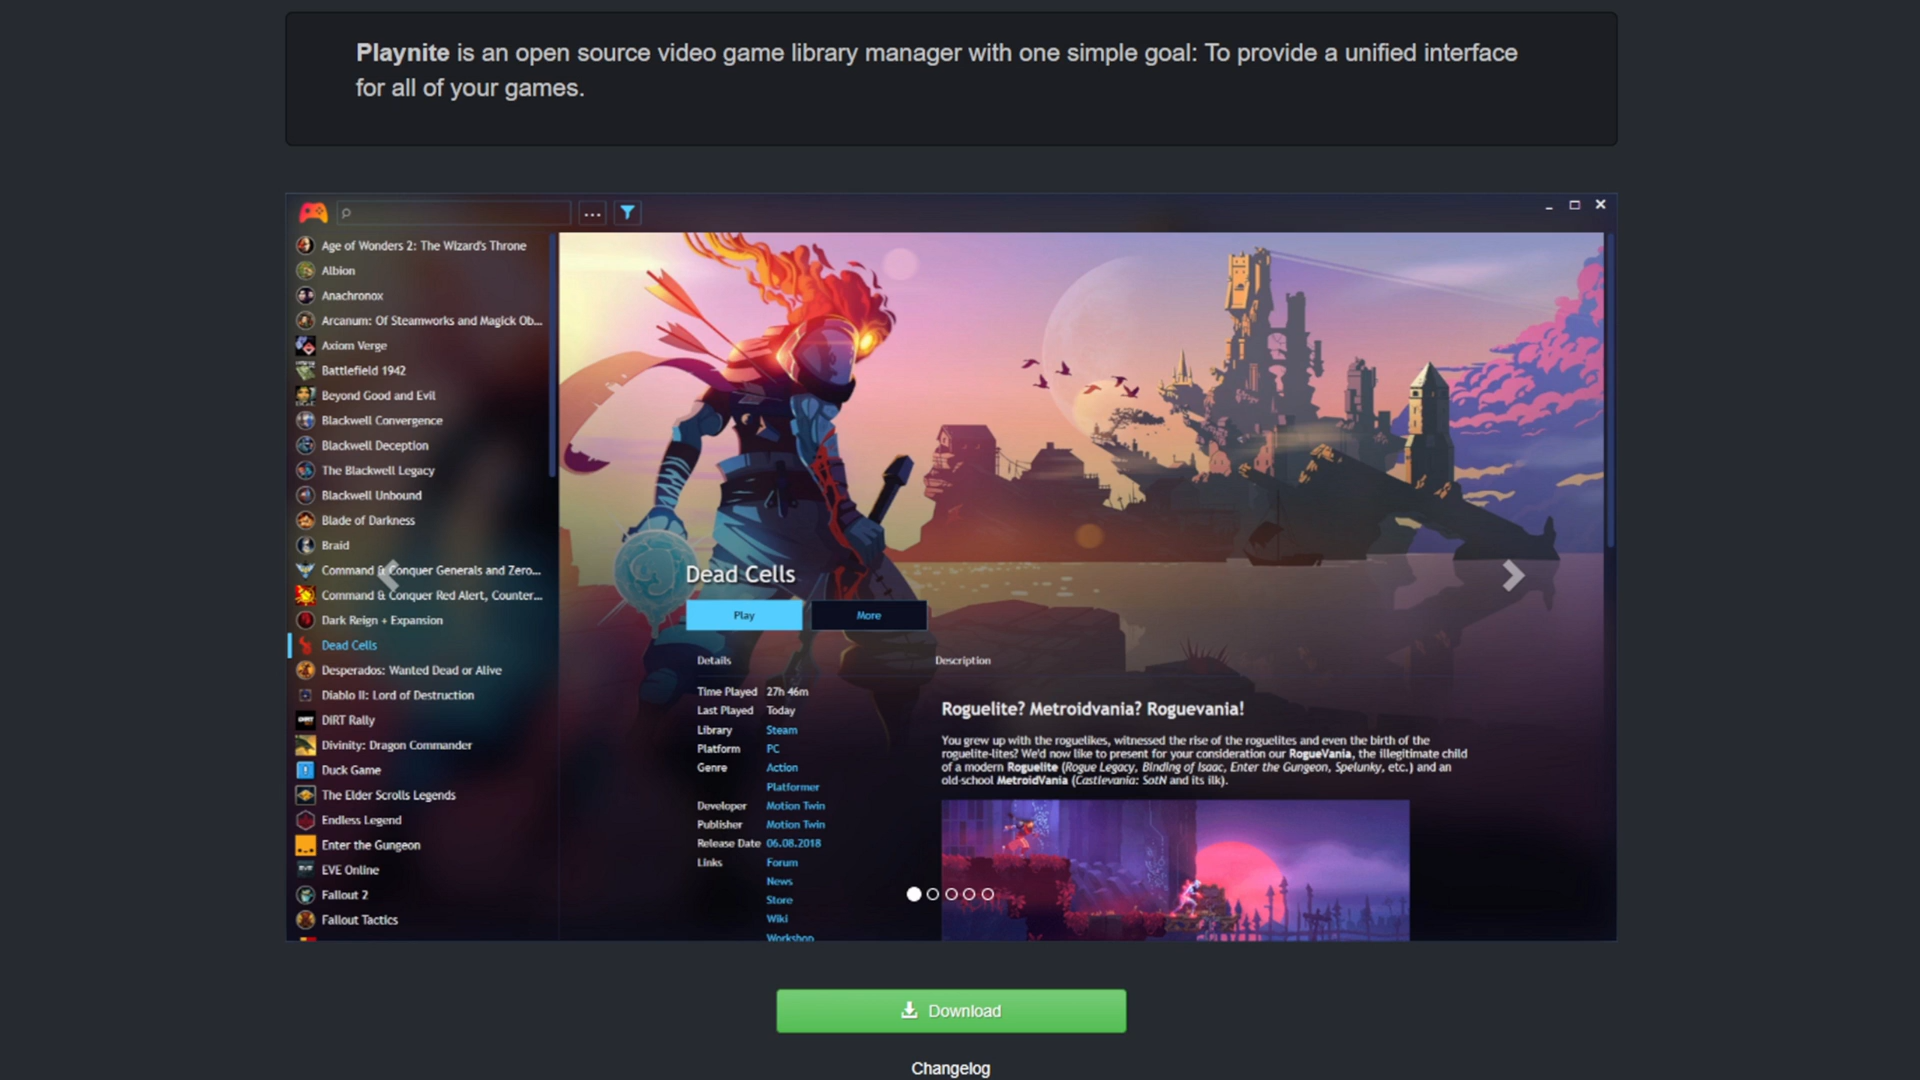 Playnite is an open source video game library manager with one simple goal: To provide a unified interface
for all of your games.
...
Age of Wonders 2: The Wizard's Throne
Albion
Anachronox
Arcanum: Of Steamworks and Magick Ob...
Axiom Verge
Battlefield 1942
Beyond Good and Evil
Blackwell Convergence
Blackwell Deception
The Blackwell Legacy
Blackwell Unbound
Blade of Darkness
Braid
Command & Conquer Generals and Zero...
Command & Conquer Red Alert, Counter...
Dark Reign + Expansion
Dead Cells
Desperados: Wanted Dead or Alive
Diablo II: Lord of Destruction
DiRT Rally
Divinity: Dragon Commander
Duck Game
The Elder Scrolls Legends
Endless Legend
Enter the Gungeon
EVE Online
Fallout 2
Fallout Tactics
Dead Cells
Play More
Details
Time Played 27h 46m
Last Played Today
Library Steam
Platform PC
Genre Action
Platformer
Developer Motion Twin
Publisher Motion Twin
Release Date 06.08.2018
Links Forum
News
Store
Wiki
Workshop
Description
Roguelite? Metroidvania? Roguevania!
You grew up with the roguelikes, witnessed the rise of the roguelites and even the birth of the
roguelite-lites? We'd now like to present for your consideration our RogueVania, the illegitimate child
of a modern Roguelite (Rogue Legacy, Binding of Isaac, Enter the Gungeon, Spelunky, etc.) and an
old-school MetroidVania (Castlevania: SotN and its ilk).
Download
Changelog